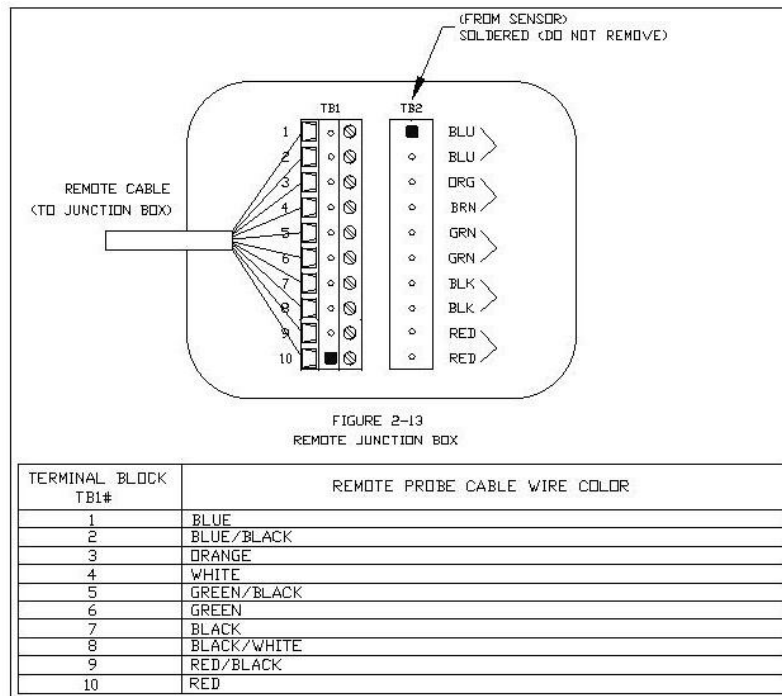 (FROM SENSOR)
SOLDERED (DO NOT REMOVE)
TB1 TB2
1 BLU
2 BLU
3 ORG
REMOTE CABLE
(TO JUNCTION BOX)
4 BRN
5 GRN
6 GRN
7 BLK
8 BLK
9 RED
10 RED
FIGURE 2-13
REMOTE JUNCTION BOX
TERMINAL BLOCK TB1# REMOTE PROBE CABLE WIRE COLOR
1 BLUE
2 BLUE/BLACK
3 ORANGE
4 WHITE
5 GREEN/BLACK
6 GREEN
7 BLACK
8 BLACK/WHITE
9 RED/BLACK
10 RED